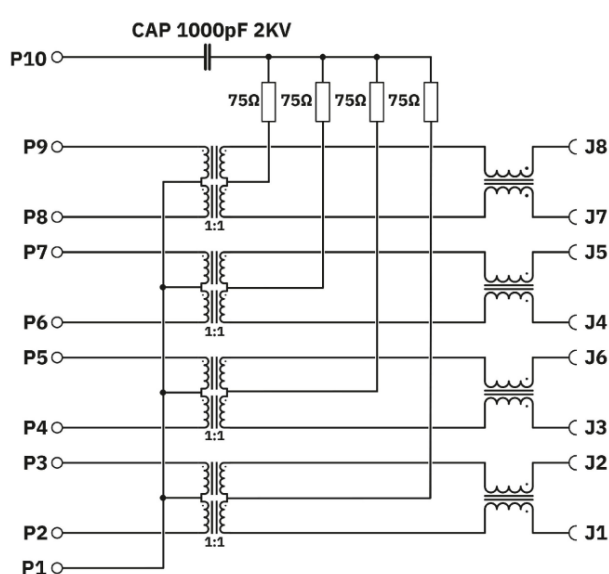 CAP 1000pF 2KV
P10
75Ω 75Ω 75Ω 75Ω
P9 J8
P8 J7
1:1
P7 J5
P6 J4
1:1
P5 J6
P4 J3
1:1
P3 J2
P2 J1
1:1
P1